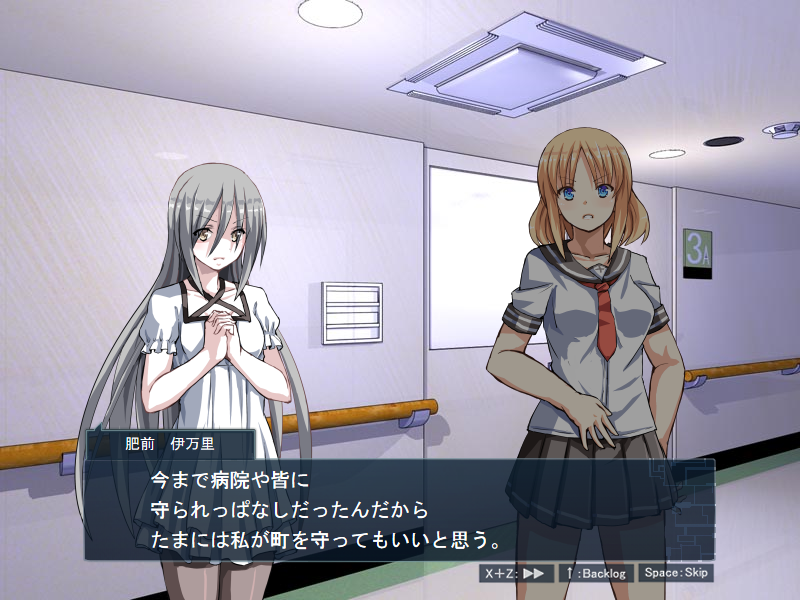 3A
肥前　伊万里
今まで病院や皆に
守られっぱなしだったんだから
たまには私が町を守ってもいいと思う。
X+Z:▶▶ ↑:Backlog Space:Skip